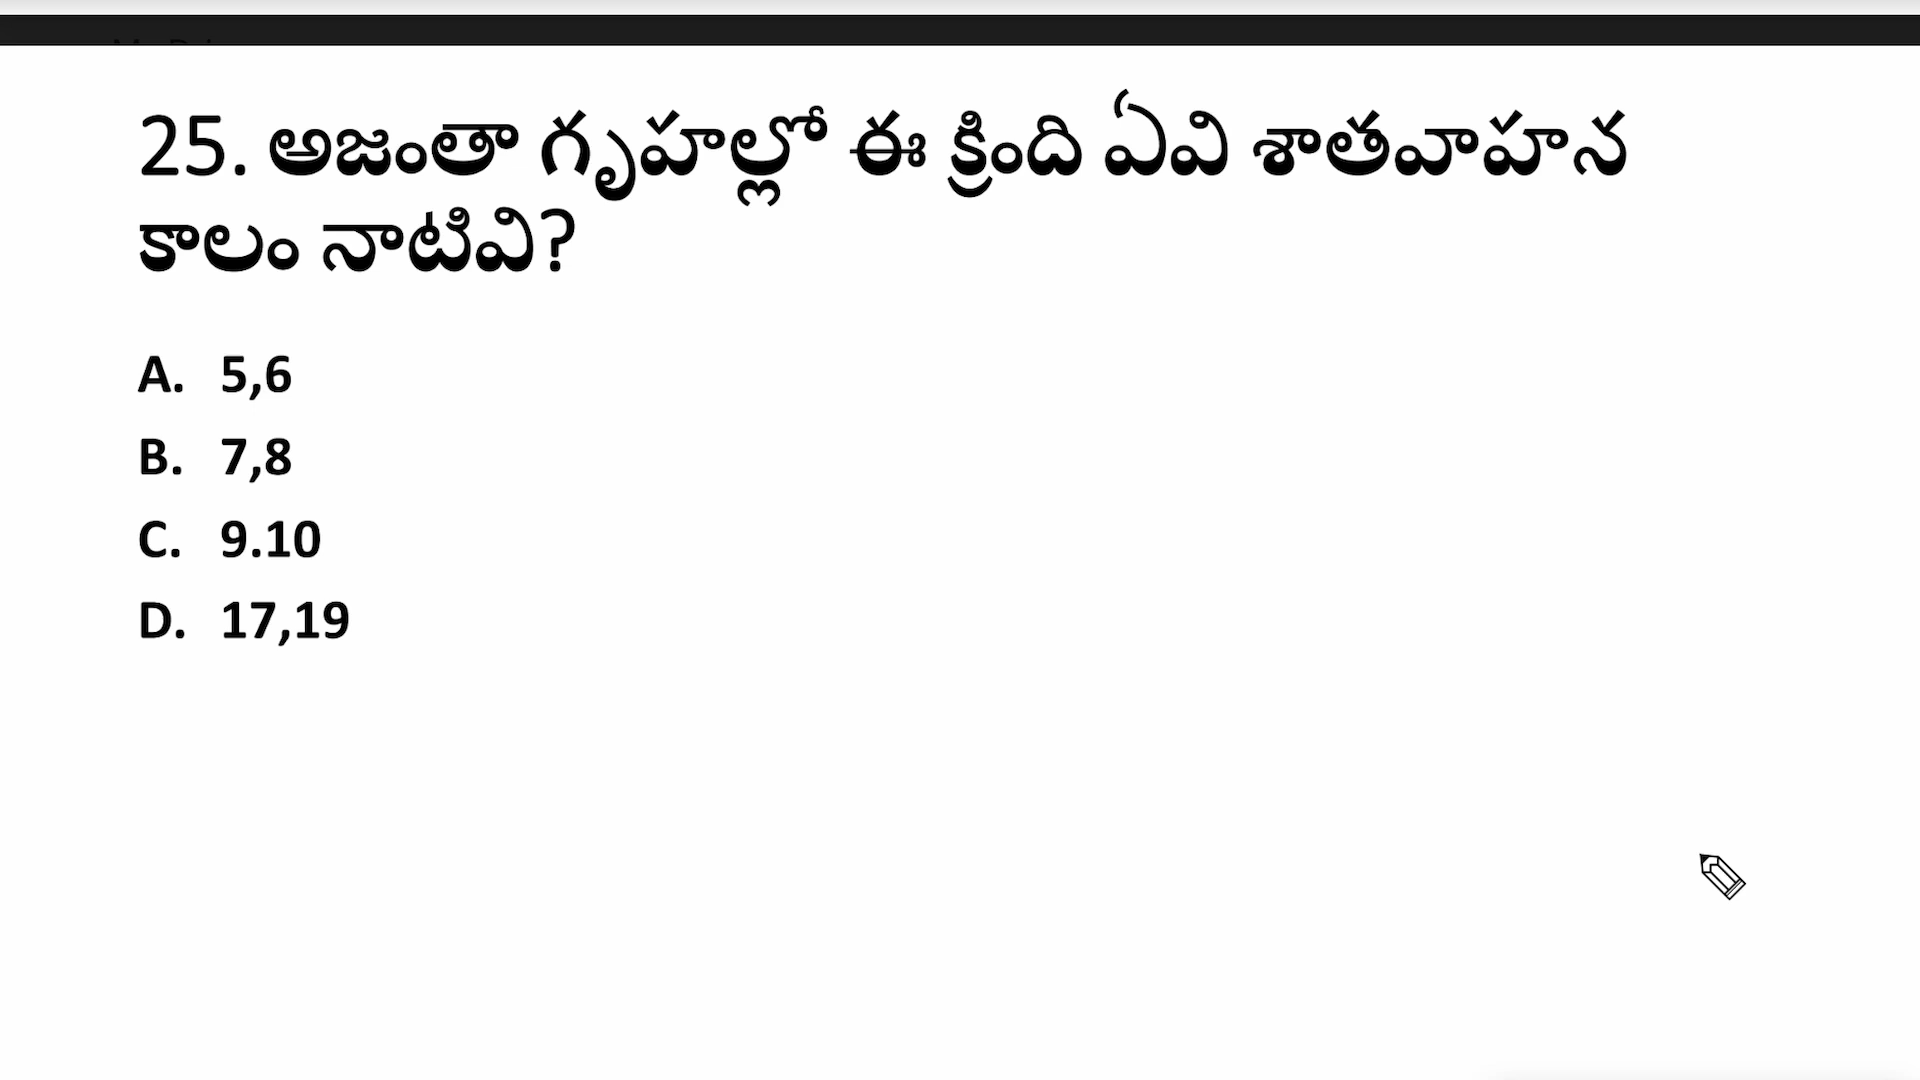 25. అజంతా గృహల్లో ఈ క్రింది ఏవి శాతవాహన
కాలం నాటివి?
A. 5,6
B. 7,8
C. 9.10
D. 17,19